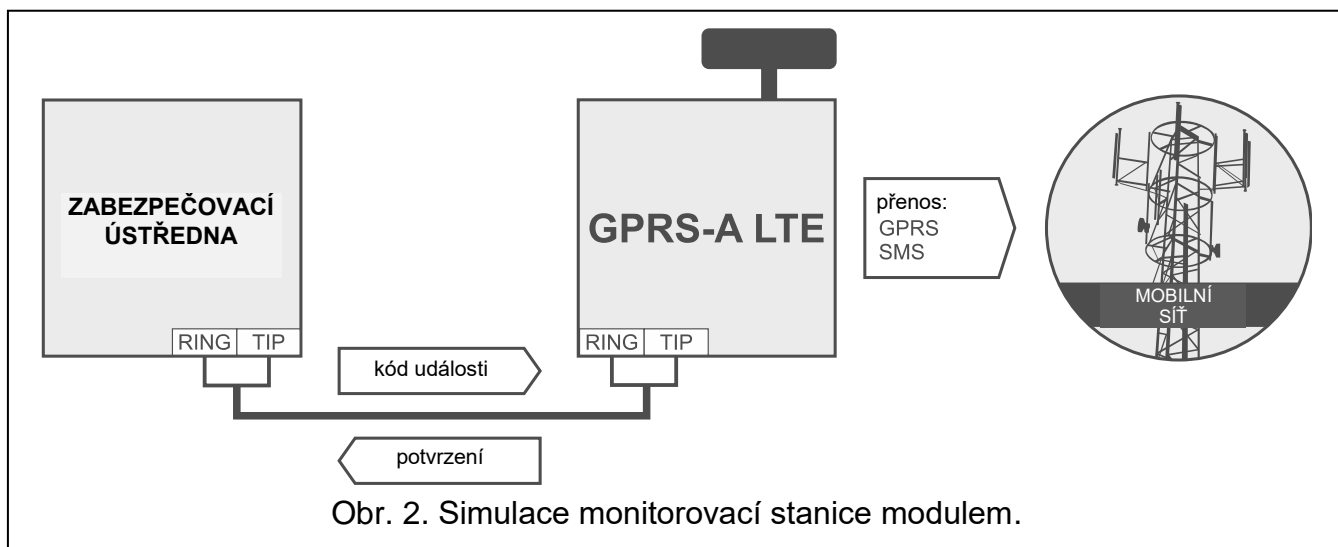 ZABEZPEČOVACÍ
ÚSTŘEDNA
RING TIP
GPRS-A LTE
RING TIP
přenos:
GPRS
SMS
MOBILNÍ
SÍŤ
kód události
potvrzení
Obr. 2. Simulace monitorovací stanice modulem.